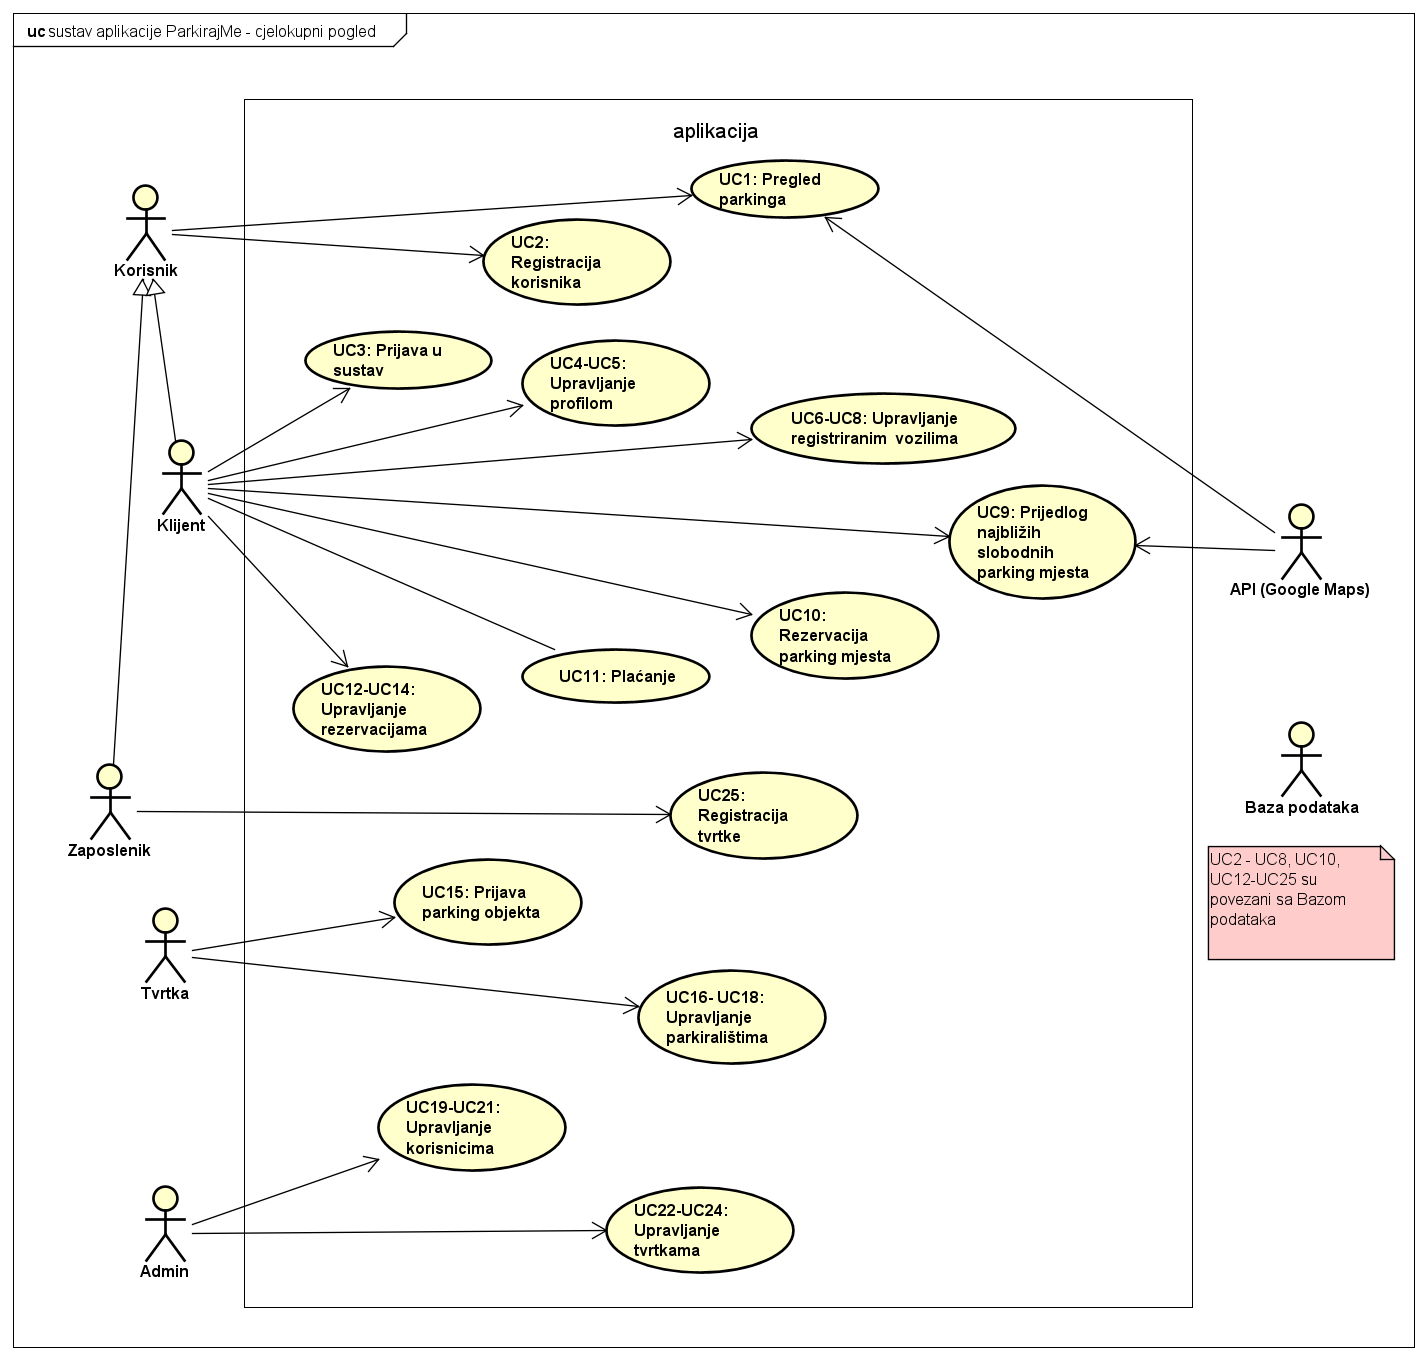 uc sustav aplikacije ParkirajMe - cjelokupni pogled
aplikacija
UC1: Pregled
parkinga
UC2:
Registracija
korisnika
Korisnik
UC3: Prijava u
sustav
UC4-UC5:
Upravljanje
profilom
UC6-UC8: Upravljanje
registriranim  vozilima
Klijent
UC9: Prijedlog
najbližih
slobodnih
parking mjesta
API (Google Maps)
UC10:
Rezervacija
parking mjesta
UC11: Plaćanje
UC12-UC14:
Upravljanje
rezervacijama
Baza podataka
UC2 - UC8, UC10,
UC12-UC25 su
povezani sa Bazom
podataka
Zaposlenik
UC25:
Registracija
tvrtke
UC15: Prijava
parking objekta
Tvrtka
UC16- UC18:
Upravljanje
parkiralištima
UC19-UC21:
Upravljanje
korisnicima
Admin
UC22-UC24:
Upravljanje
tvrtkama